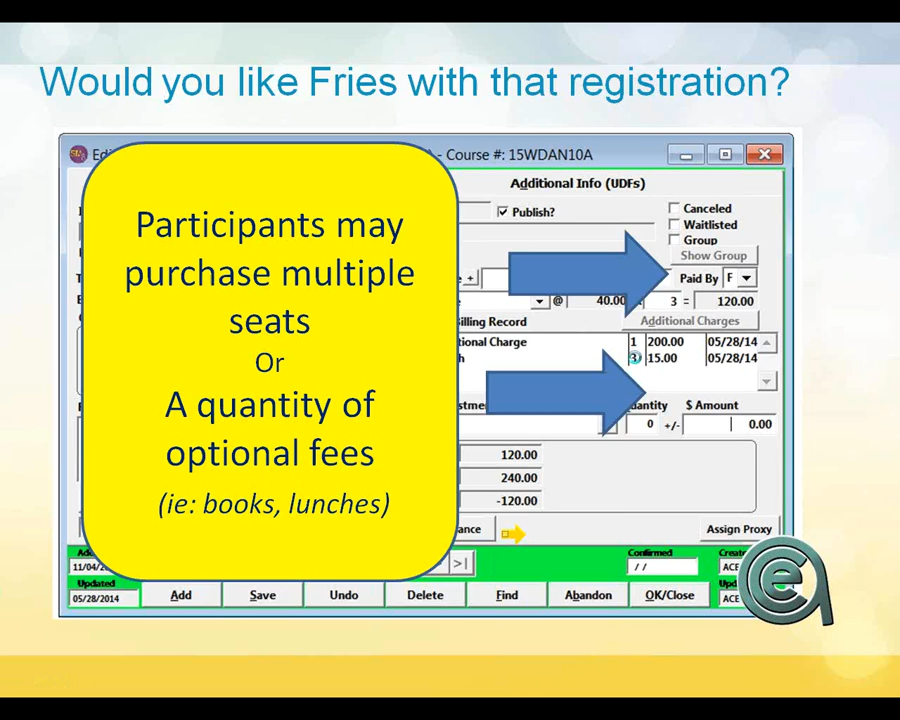 Would you like Fries with that registration?
- Course #: 15WDAN10A
Participants may
purchase multiple
seats
Or
A quantity of
optional fees
(ie: books, lunches)
Additional Info (UDFs)
Publish?
Canceled
Waitlisted
Group
Show Group
Paid By F
@ 40.00 3 = 120.00
Billing Record
Additional Charges
1 200.00 05/28/14
3 15.00 05/28/14
$ Amount
0 +/- 0.00
120.00
240.00
-120.00
Assign Proxy
Confirmed
/ /
ACE
Updated
05/28/2014
ACE
Add Save Undo Delete Find Abandon OK/Close